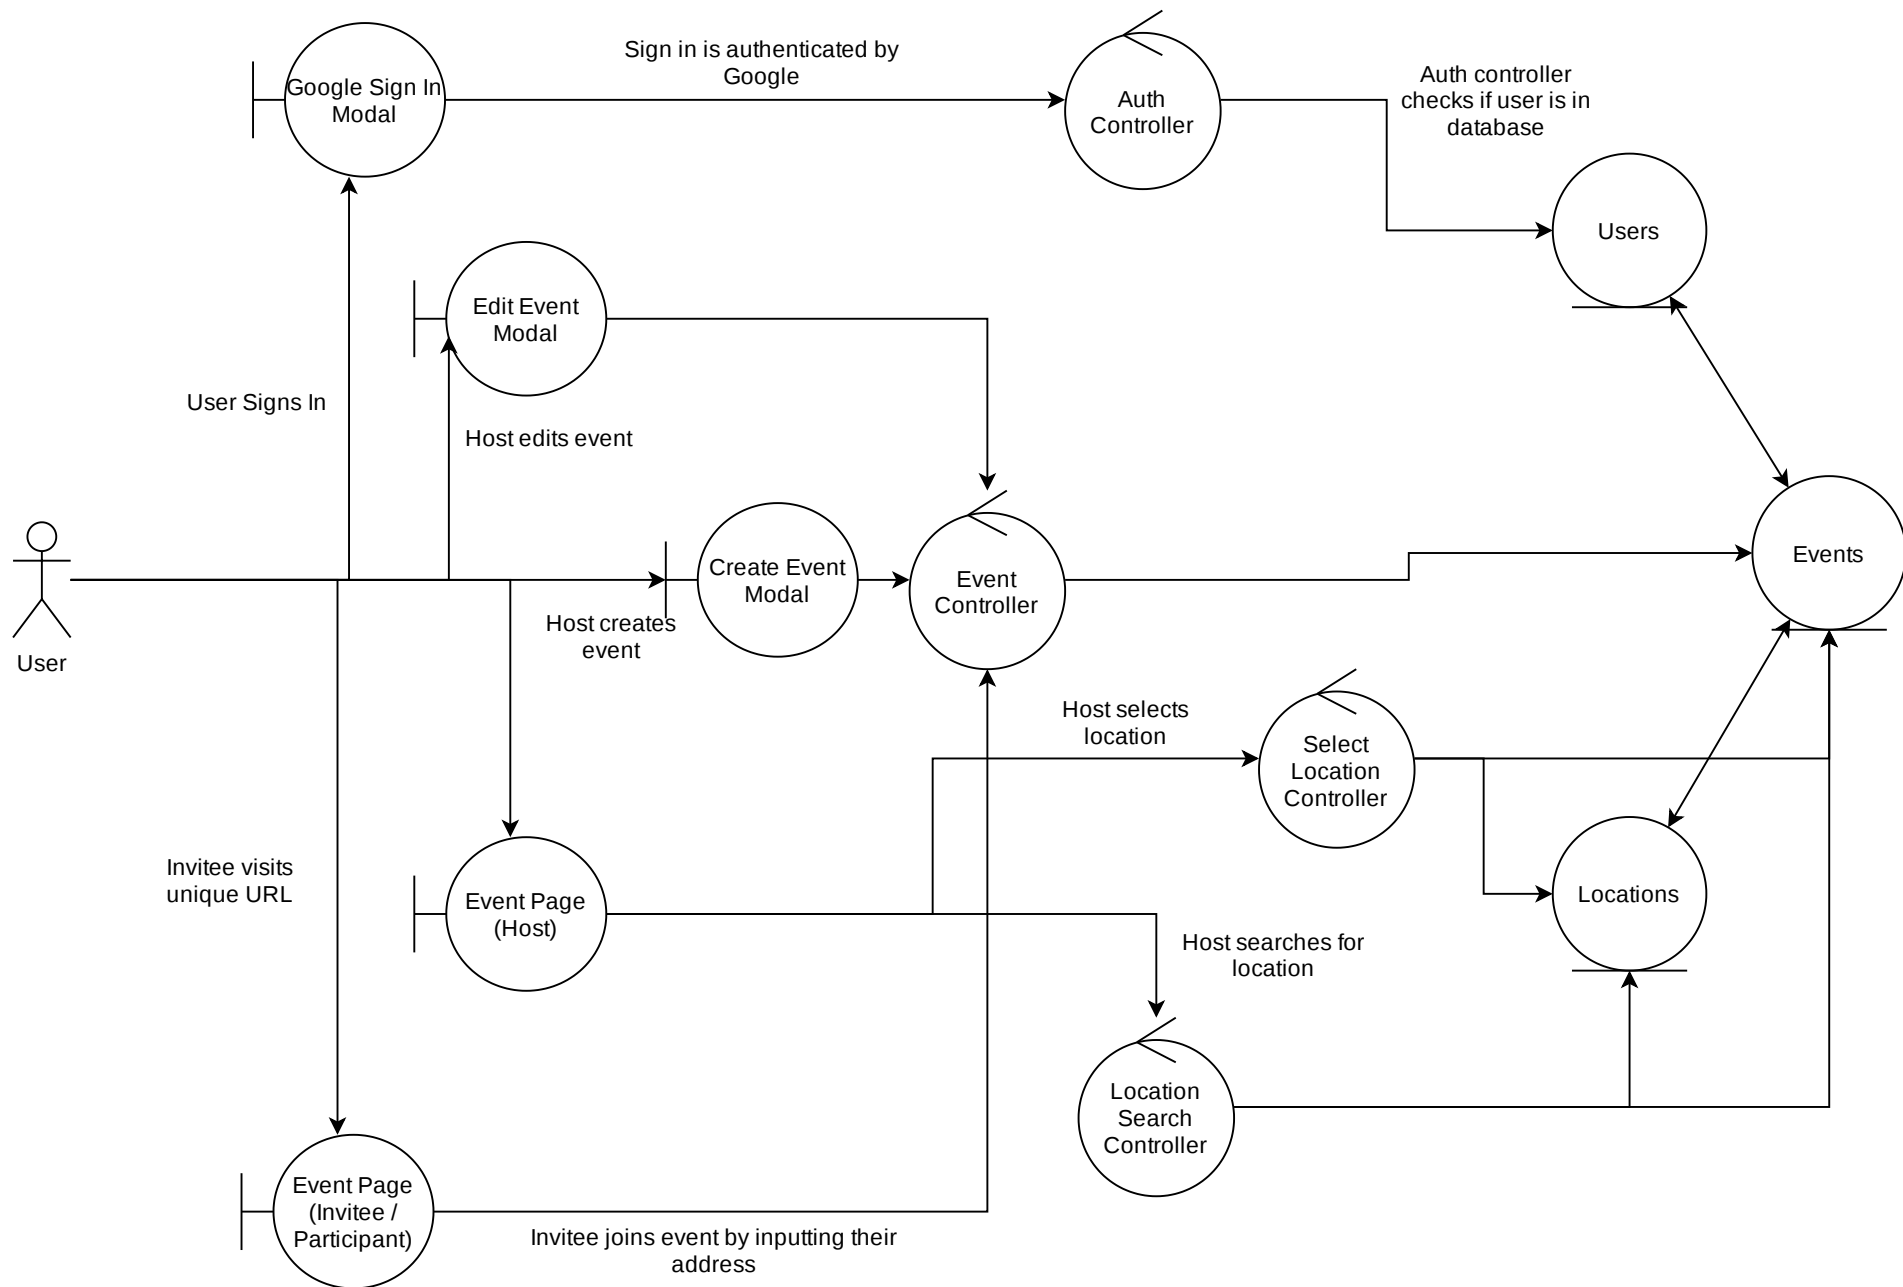 Sign in is authenticated by
Google
Google Sign In
Modal
Auth
Controller
Auth controller
checks if user is in
database
Users
Edit Event
Modal
User Signs In
Host edits event
Create Event
Modal
Event
Controller
Events
Host creates
event
User
Host selects
location
Select
Location
Controller
Invitee visits
unique URL
Event Page
(Host)
Locations
Host searches for
location
Location
Search
Controller
Event Page
(Invitee /
Participant)
Invitee joins event by inputting their
address